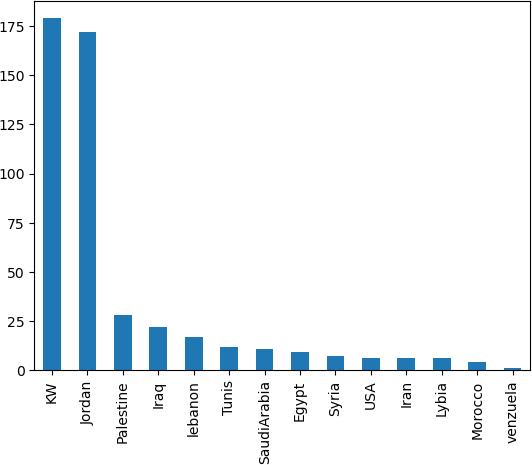 175
150
125
100
75
50
25
0
KW
Jordan
Palestine
Iraq
lebanon
Tunis
SaudiArabia
Egypt
Syria
USA
Iran
Lybia
Morocco
venzuela